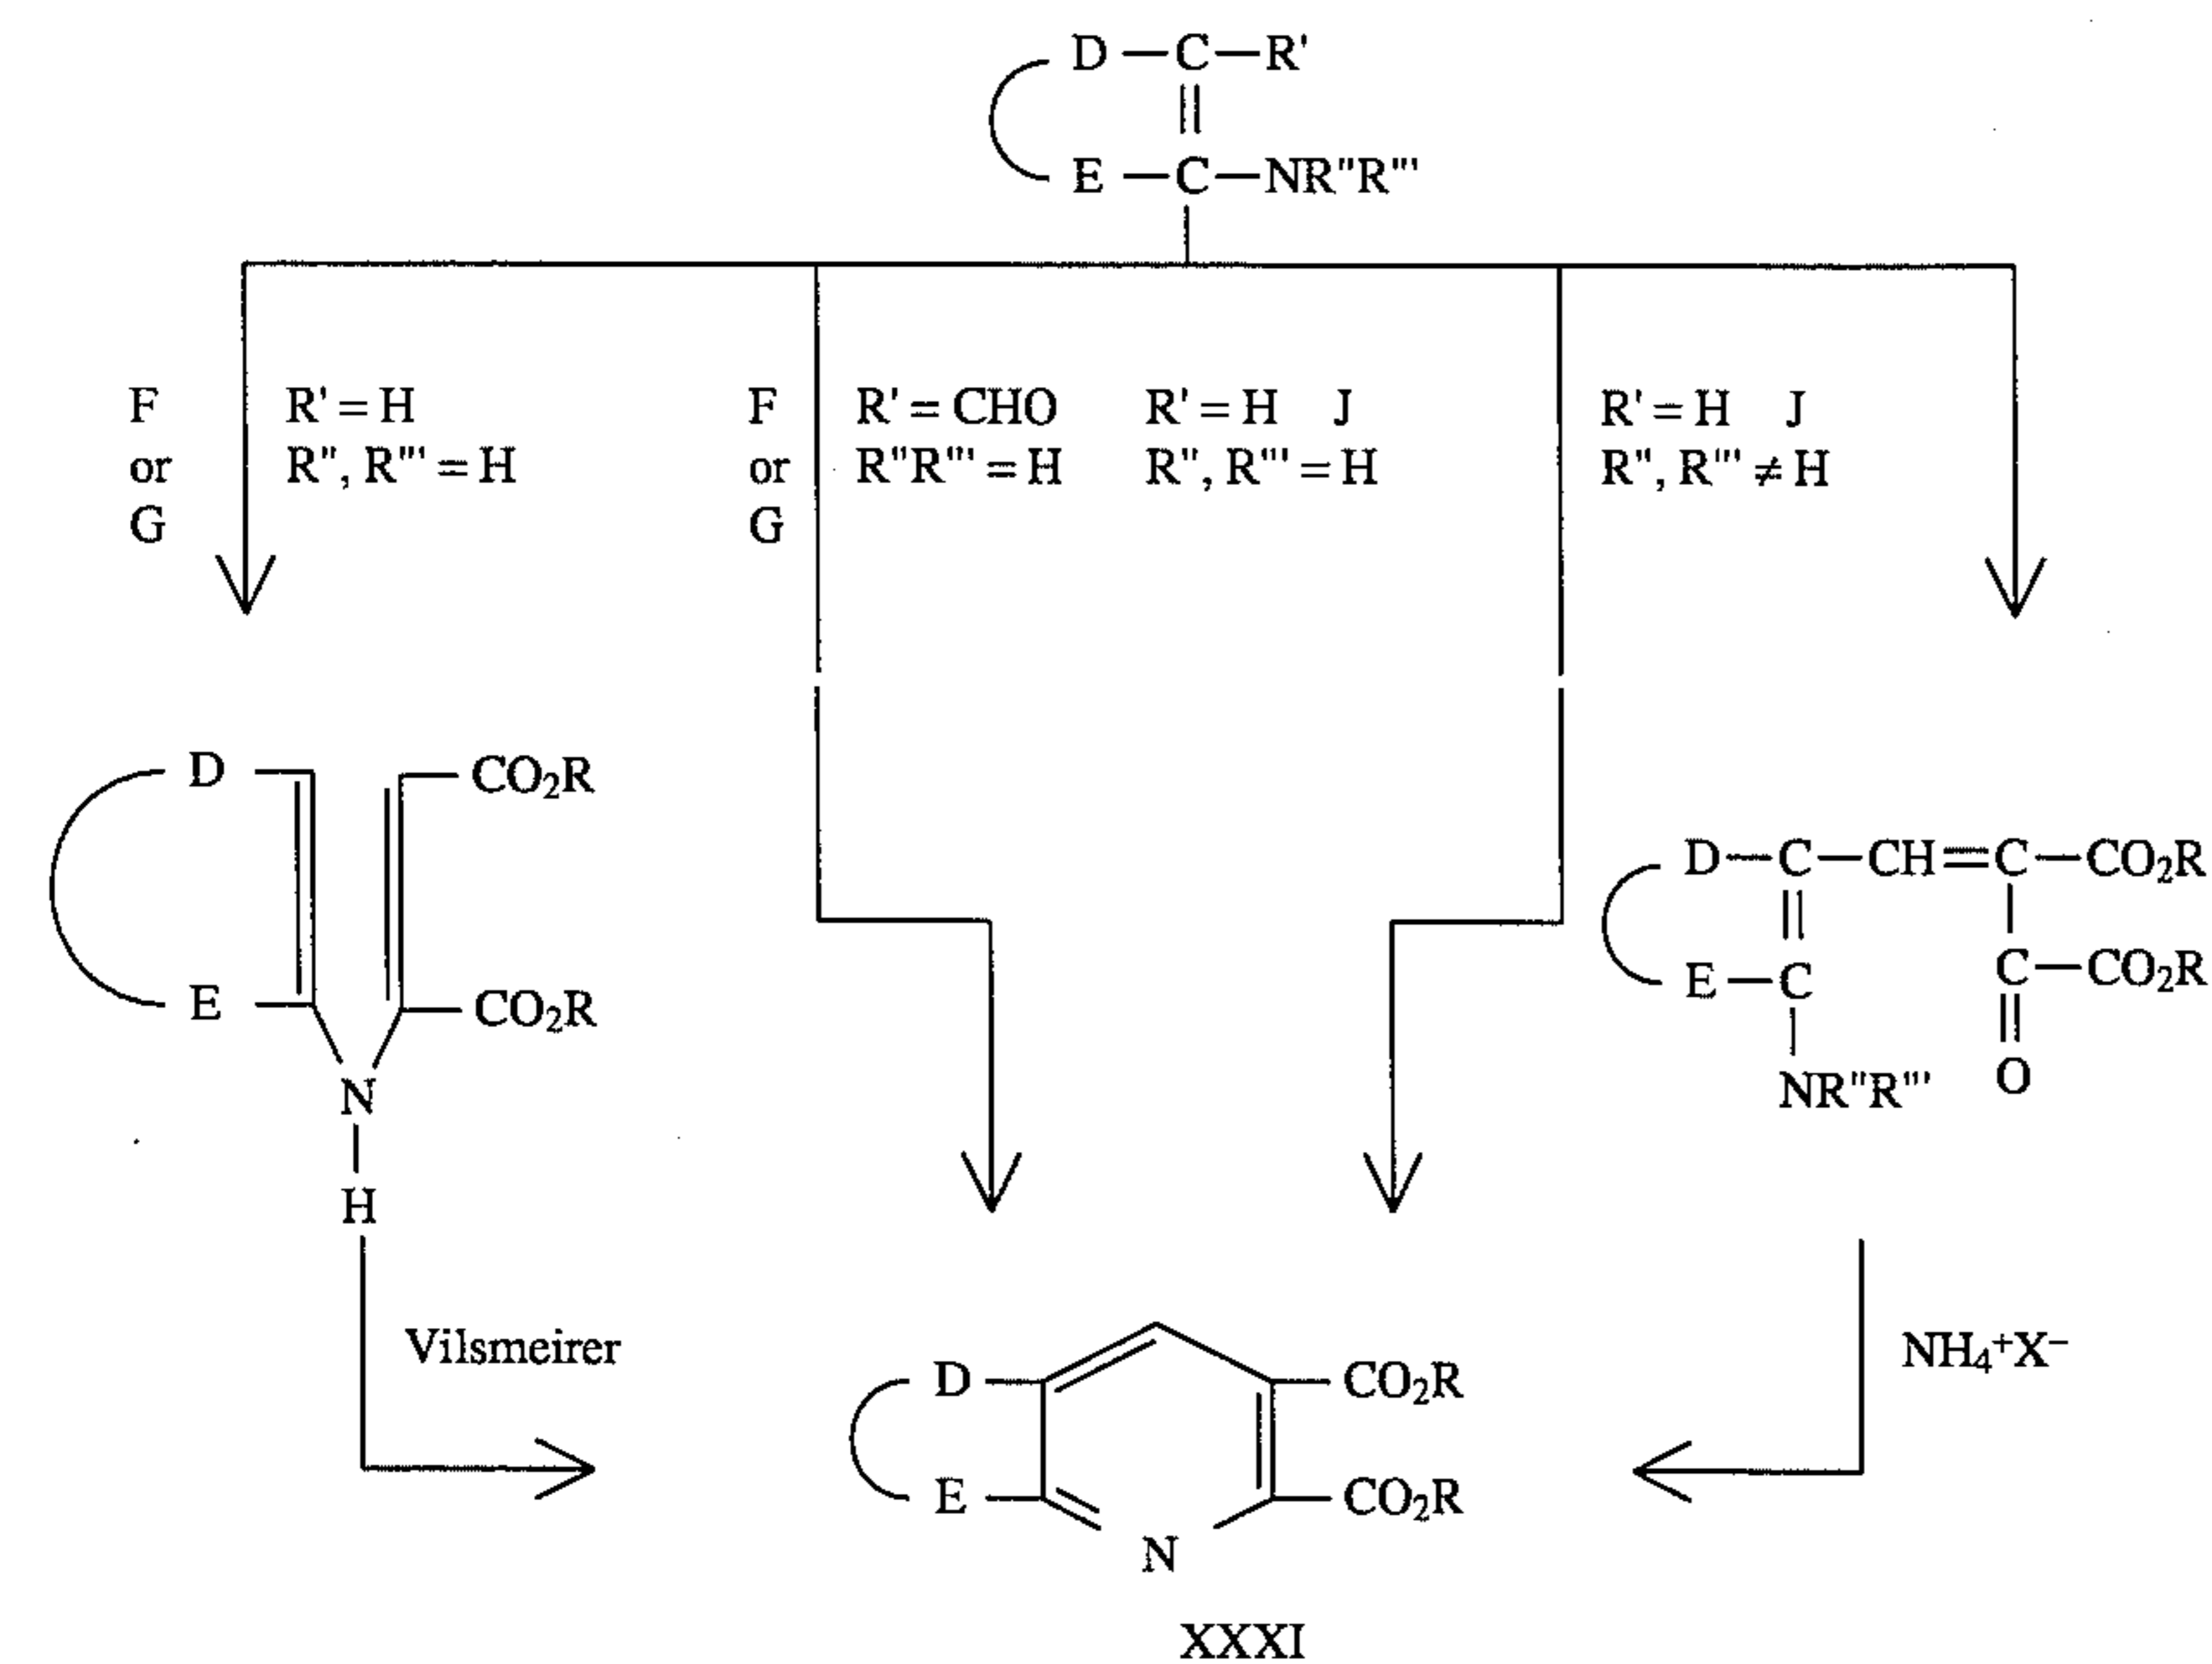 D—C—R'
E—C—NR"R'"
F R'=H F R'=CHO R'=H J R'=H J
or R", R'"=H or R"R'"=H R", R'"=H R", R'"≠H
G G
D CO₂R
D—C—CH=C—CO₂R
E CO₂R
E—C C—CO₂R
N NR"R'" O
H
Vilsmeirer NH₄⁺X⁻
D CO₂R
E CO₂R
N
XXXI